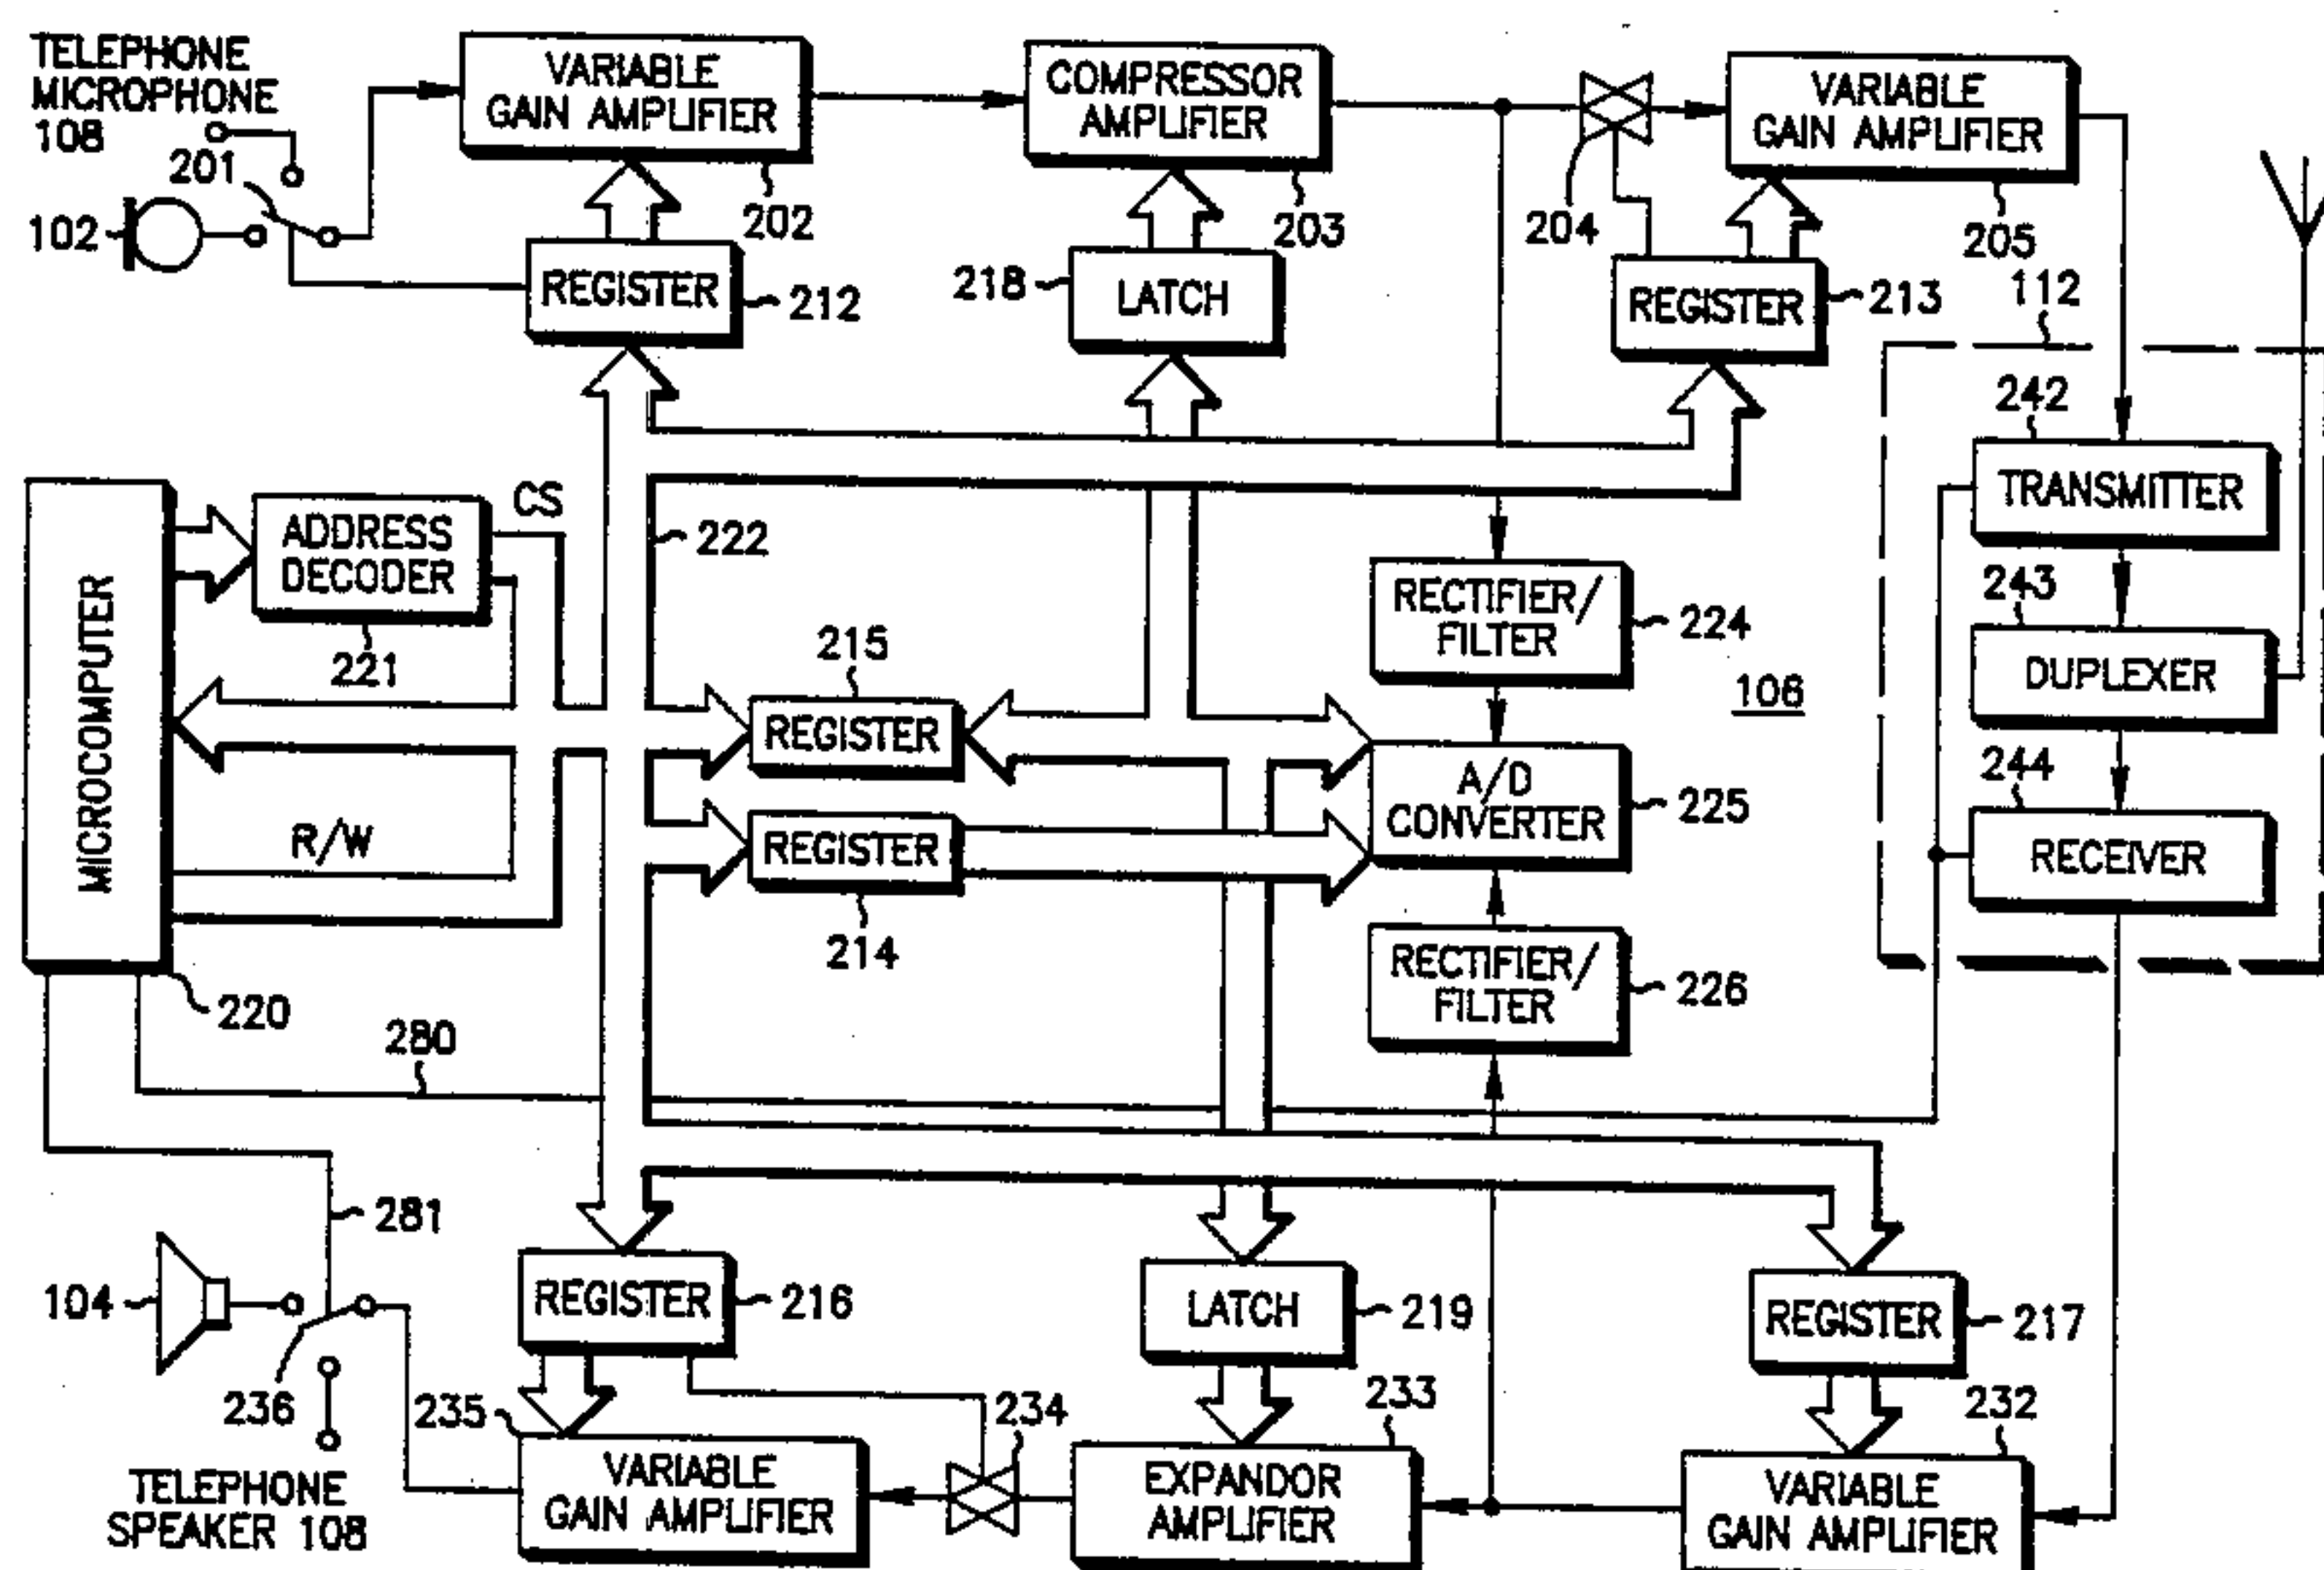 TELEPHONE
MICROPHONE
108
201
102
VARIABLE
GAIN AMPLIFIER
202
REGISTER
212
COMPRESSOR
AMPLIFIER
203
218
LATCH
204
VARIABLE
GAIN AMPLIFIER
205
REGISTER
213
112
242
TRANSMITTER
243
DUPLEXER
244
RECEIVER
MICROCOMPUTER
ADDRESS
DECODER
221
CS
222
R/W
220
215
REGISTER
REGISTER
214
RECTIFIER/
FILTER
224
106
A/D
CONVERTER
225
RECTIFIER/
FILTER
226
280
281
104
236
TELEPHONE
SPEAKER 108
REGISTER
216
235
VARIABLE
GAIN AMPLIFIER
234
LATCH
219
233
EXPANDOR
AMPLIFIER
REGISTER
217
232
VARIABLE
GAIN AMPLIFIER